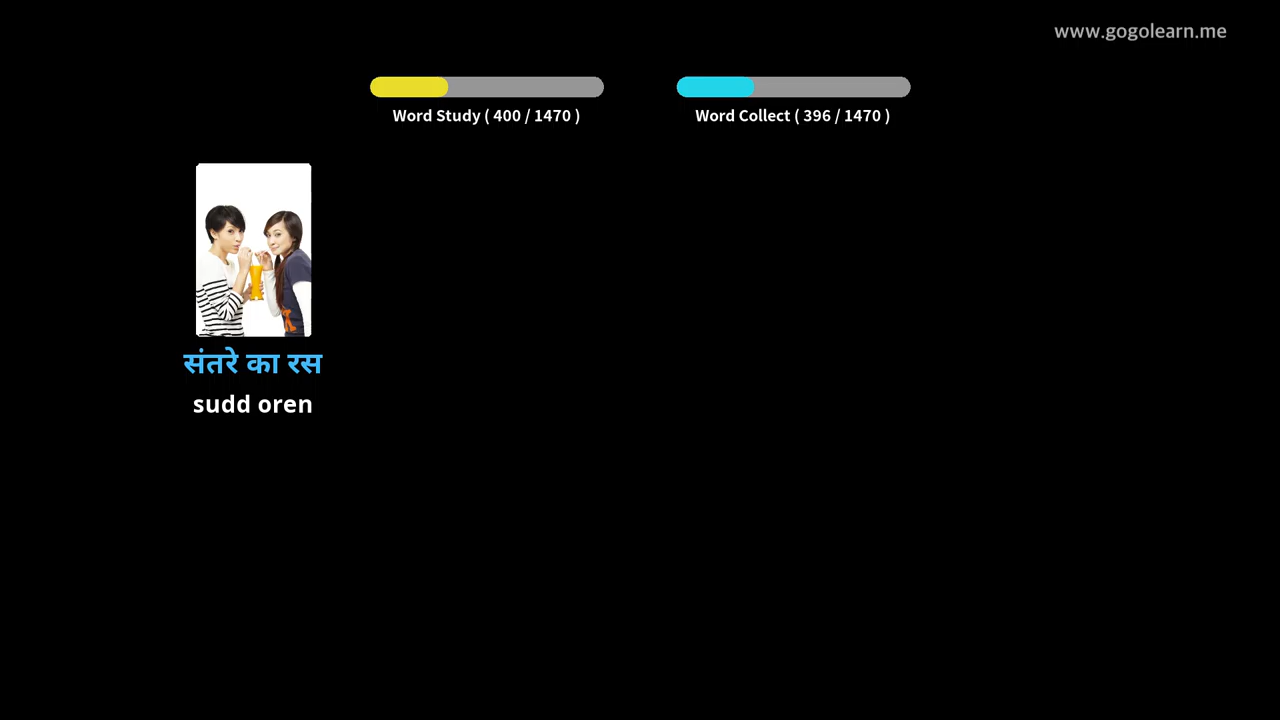 www.gogolearn.me
Word Study ( 400 / 1470 )
Word Collect ( 396 / 1470 )
संतरे का रस
sudd oren